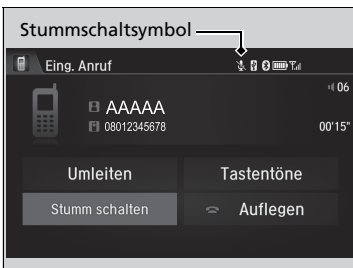 Stummschaltsymbol
Eing. Anruf
06
AAAAA
08012345678
00'15"
Umleiten
Tastentöne
Stumm schalten
Auflegen